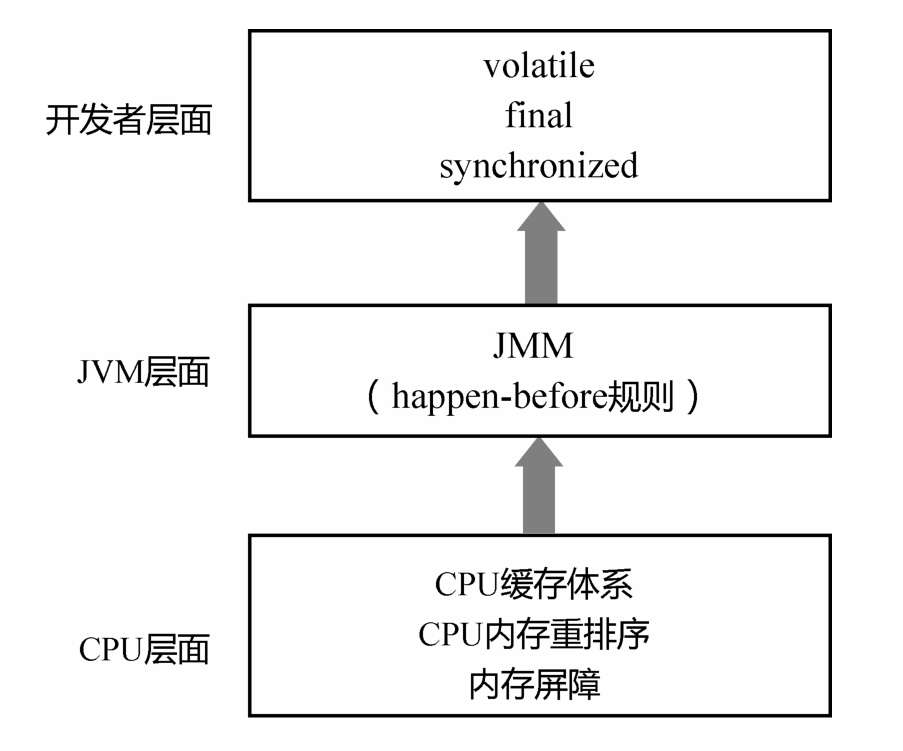 开发者层面
volatile
final
synchronized
JVM层面
JMM
（happen-before规则）
CPU层面
CPU缓存体系
CPU内存重排序
内存屏障